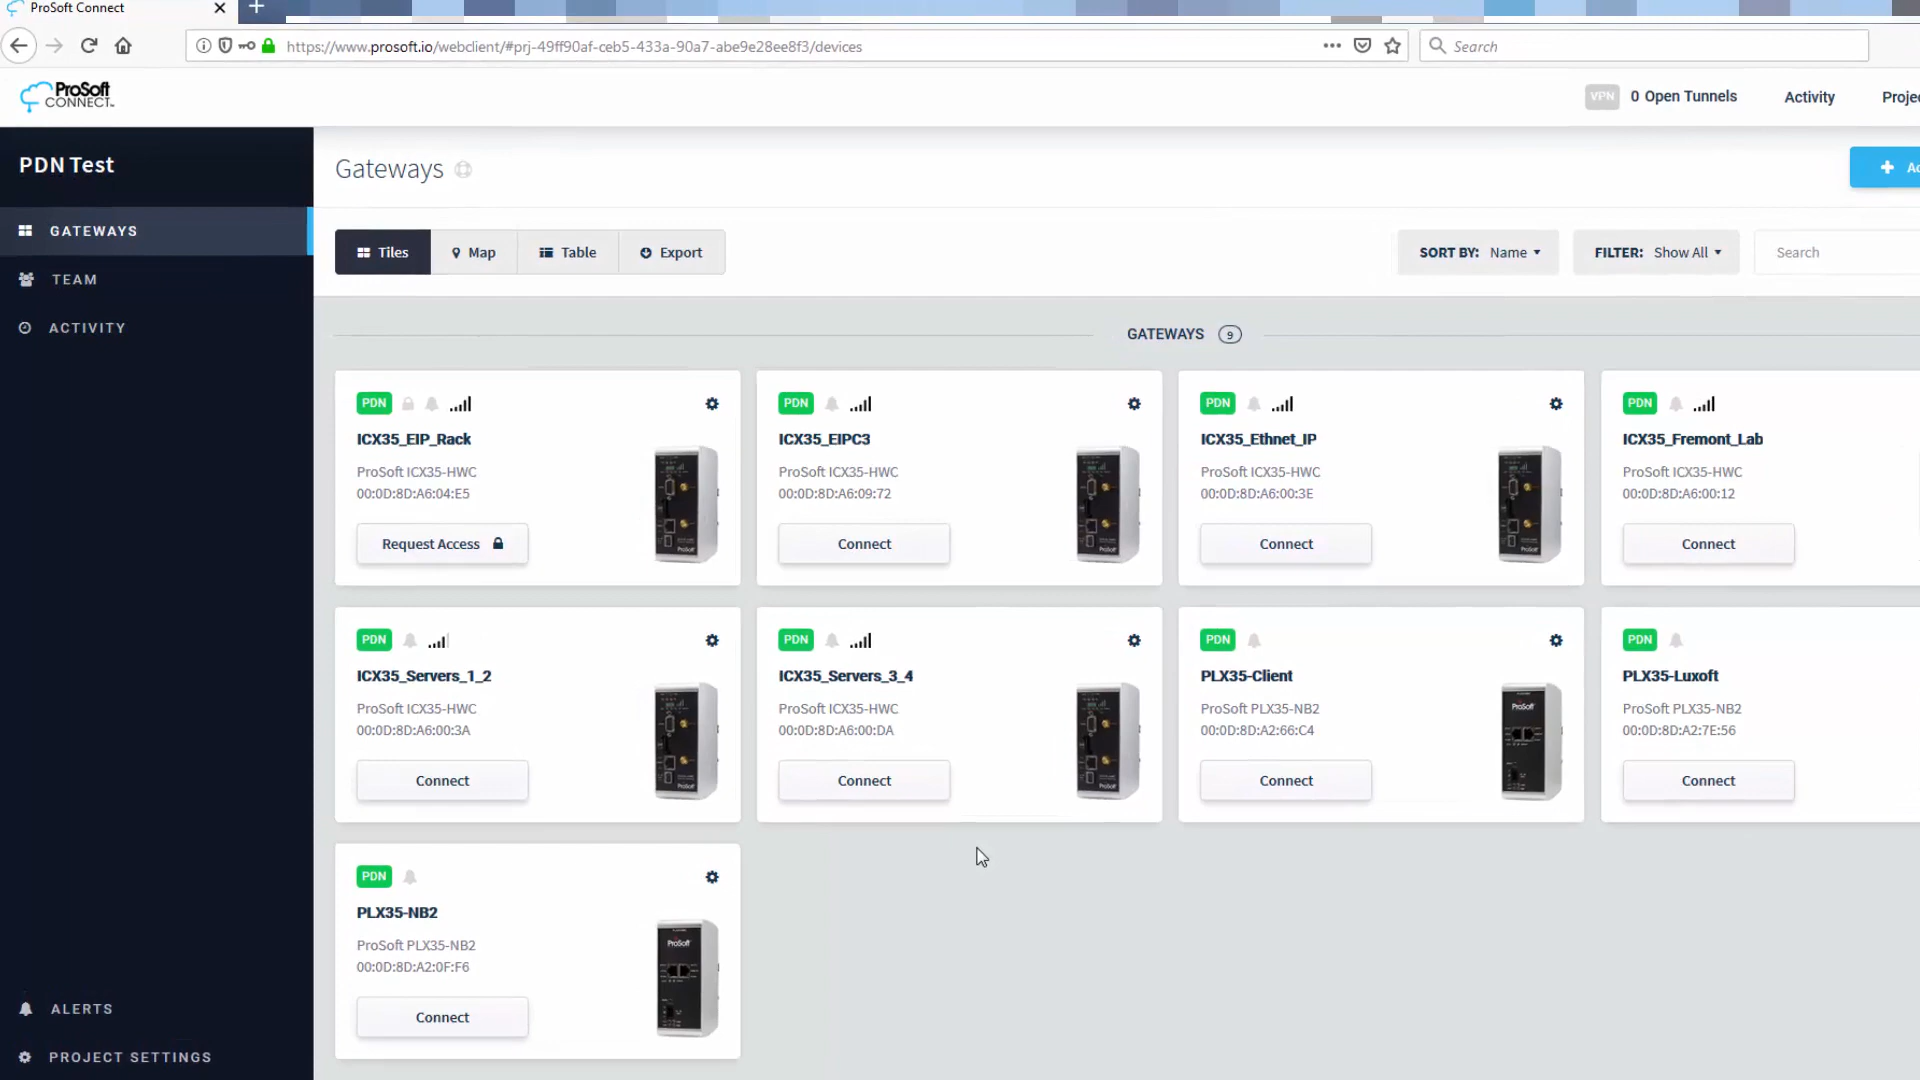 ProSoft Connect
https://www.prosoft.io/webclient/#prj-49ff90af-ceb5-433a-90a7-abe9e28ee8f3/devices
Search
ProSoft
CONNECT
VPN 0 Open Tunnels
Activity
PDN Test
Gateways
GATEWAYS
TEAM
ACTIVITY
Tiles
Map
Table
Export
SORT BY: Name
FILTER: Show All
Search
GATEWAYS 9
PDN
ICX35_EIP_Rack
ProSoft ICX35-HWC
00:0D:8D:A6:04:E5
Request Access
PDN
ICX35_EIPC3
ProSoft ICX35-HWC
00:0D:8D:A6:09:72
Connect
PDN
ICX35_Ethnet_IP
ProSoft ICX35-HWC
00:0D:8D:A6:00:3E
Connect
PDN
ICX35_Fremont_Lab
ProSoft ICX35-HWC
00:0D:8D:A6:00:12
Connect
PDN
ICX35_Servers_1_2
ProSoft ICX35-HWC
00:0D:8D:A6:00:3A
Connect
PDN
ICX35_Servers_3_4
ProSoft ICX35-HWC
00:0D:8D:A6:00:DA
Connect
PDN
PLX35-Client
ProSoft PLX35-NB2
00:0D:8D:A2:66:C4
Connect
ProSoft
PDN
PLX35-Luxoft
ProSoft PLX35-NB2
00:0D:8D:A2:7E:56
Connect
PDN
PLX35-NB2
ProSoft PLX35-NB2
00:0D:8D:A2:0F:F6
Connect
ProSoft
ALERTS
PROJECT SETTINGS